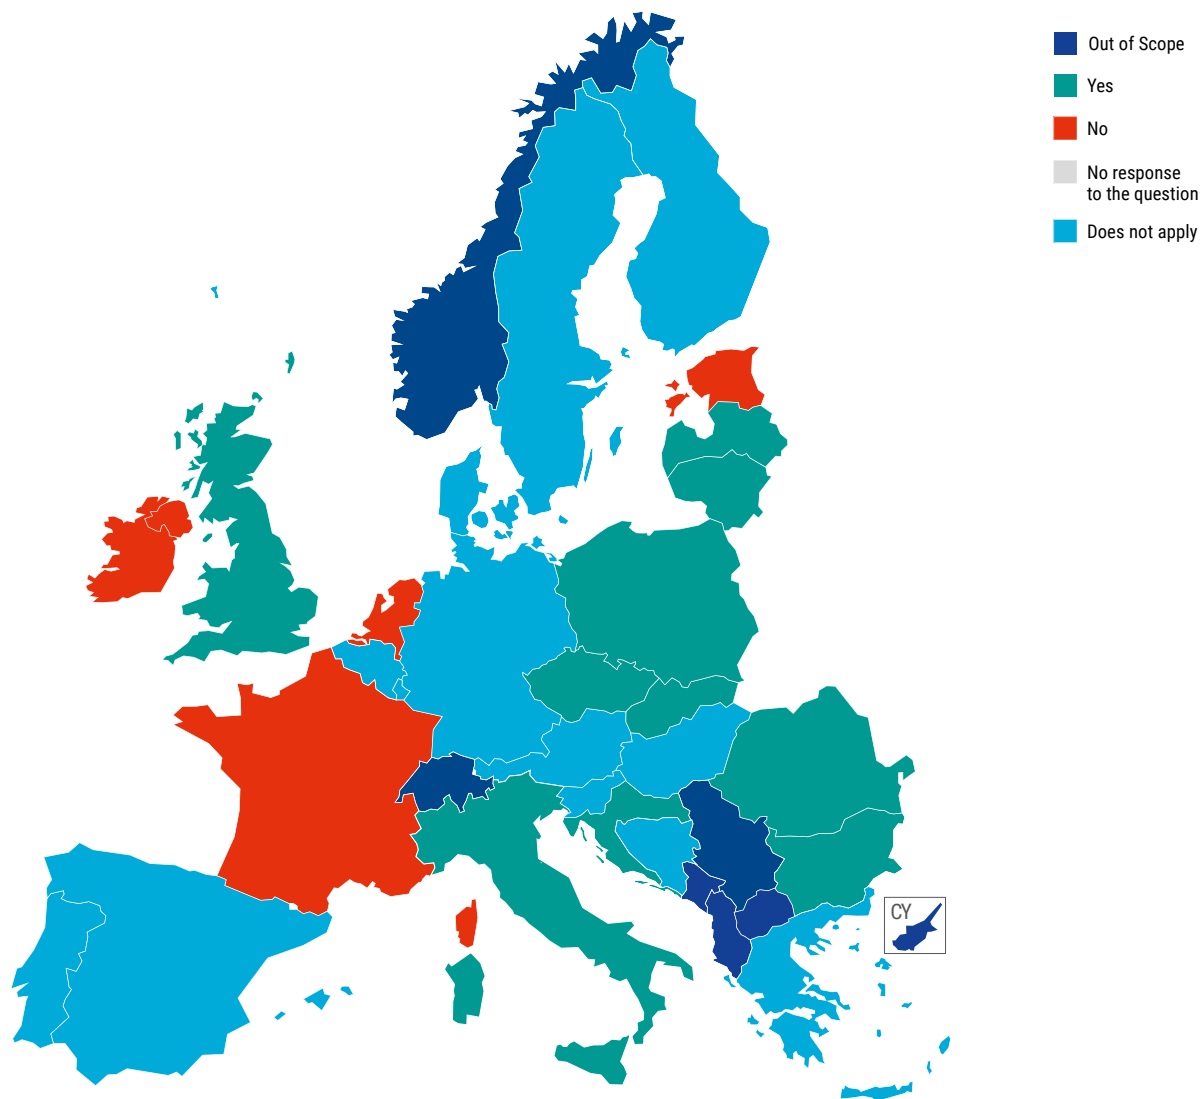 Out of Scope
Yes
No
No response
to the question
Does not apply
CY